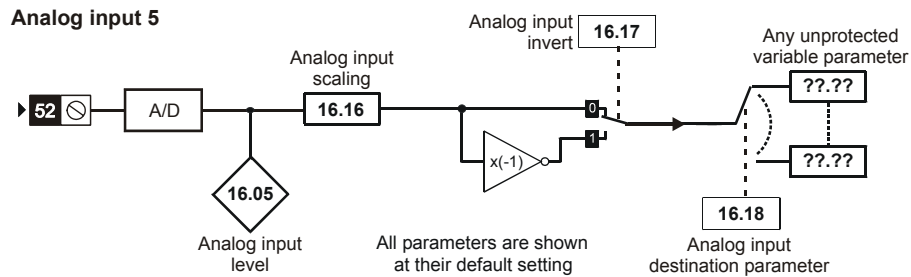 Analog input 5
52
A/D
16.05
Analog input
level
Analog input
scaling
16.16
x(-1)
Analog input
invert
16.17
0
1
Any unprotected
variable parameter
??.??
??.??
16.18
Analog input
destination parameter
All parameters are shown
at their default setting